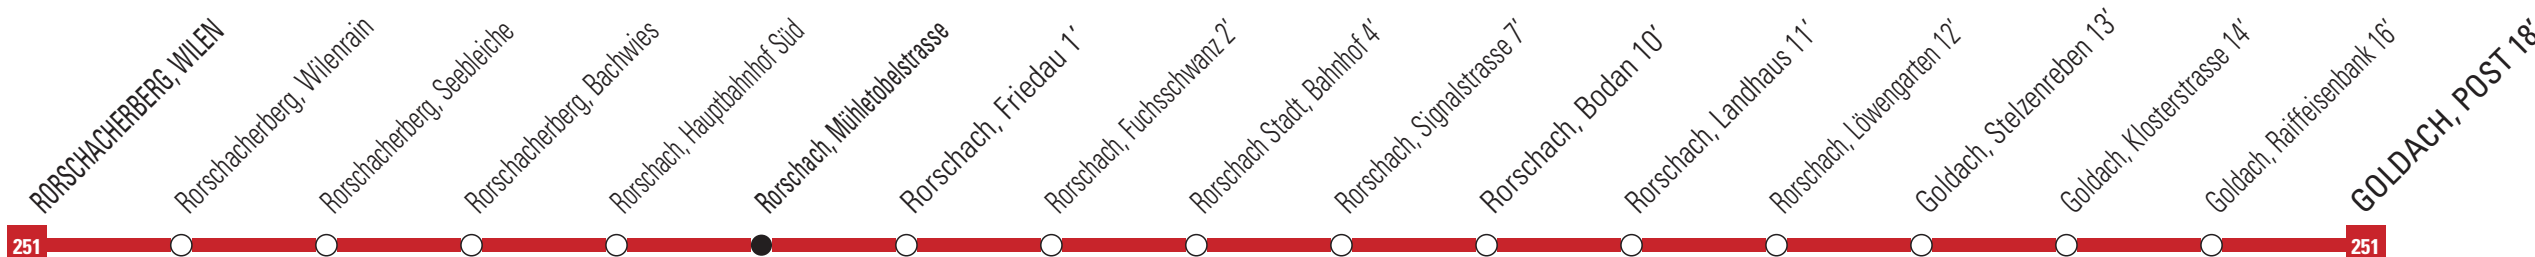 RORSCHACHERBERG, WILEN
Rorschacherberg, Wilenrain
Rorschacherberg, Seebleiche
Rorschacherberg, Bachwies
Rorschach, Hauptbahnhof Süd
Rorschach, Mühletobelstrasse
Rorschach, Friedau 1'
Rorschach, Fuchsschwanz 2'
Rorschach Stadt, Bahnhof 4'
Rorschach, Signalstrasse 7'
Rorschach, Bodan 10'
Rorschach, Landhaus 11'
Rorschach, Löwengarten 12'
Goldach, Stelzenreben 13'
Goldach, Klosterstrasse 14'
Goldach, Raiffeisenbank 16'
GOLDACH, POST 18'
251
251